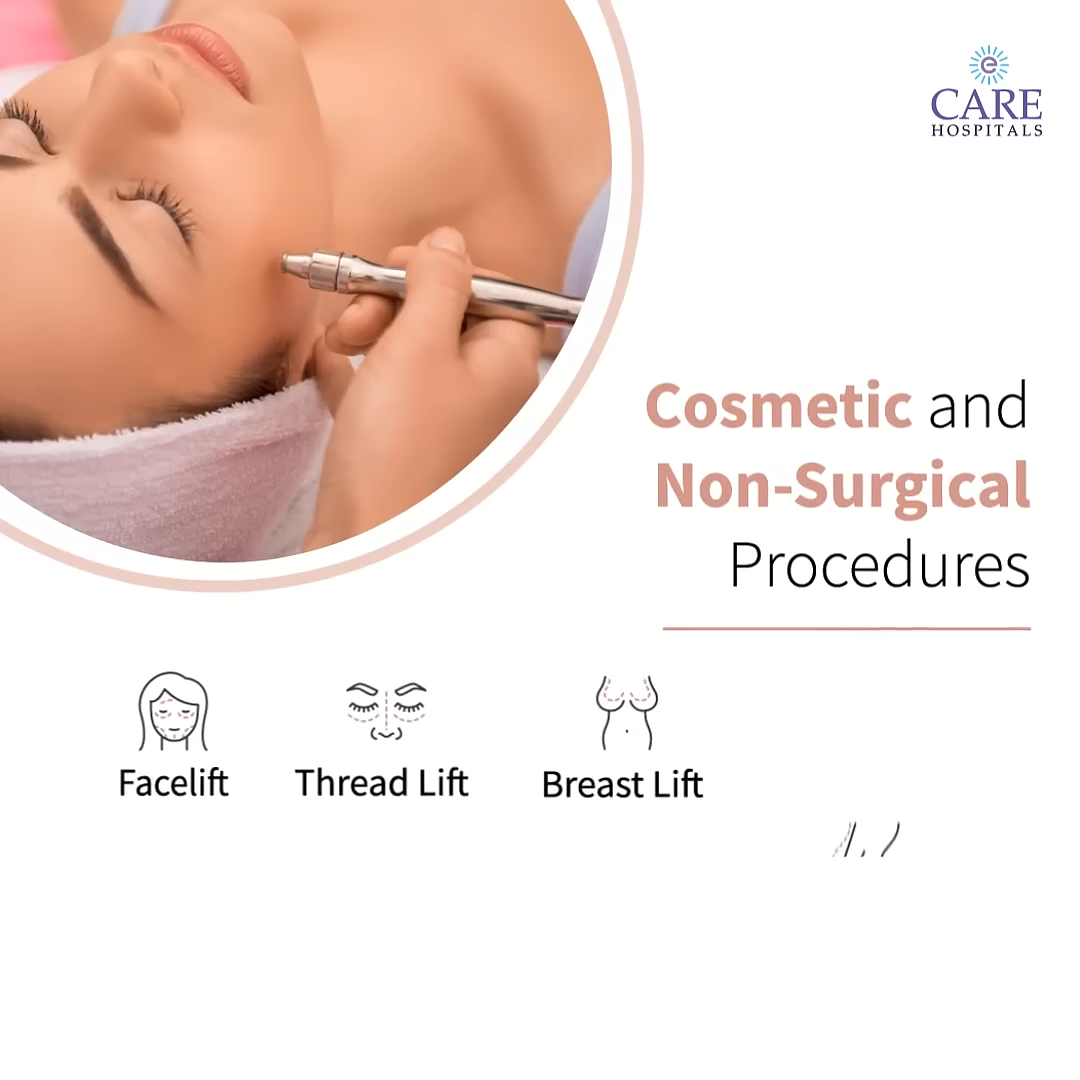 CARE
HOSPITALS
Cosmetic and
Non-Surgical
Procedures
Facelift
Thread Lift
Breast Lift